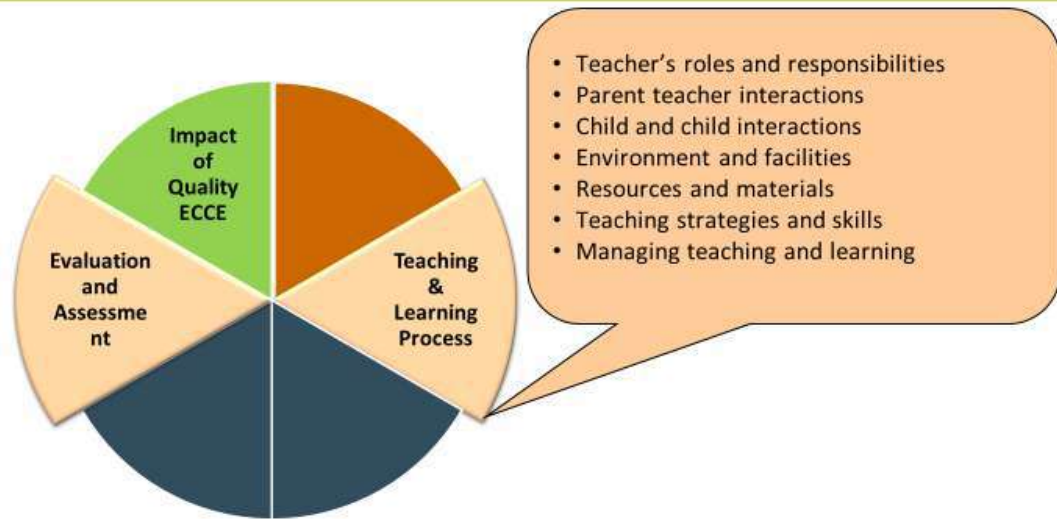 Impact
of
Quality
ECCE
Evaluation
and
Assessme
nt
Teaching
&
Learning
Process
• Teacher's roles and responsibilities
• Parent teacher interactions
• Child and child interactions
• Environment and facilities
• Resources and materials
• Teaching strategies and skills
• Managing teaching and learning